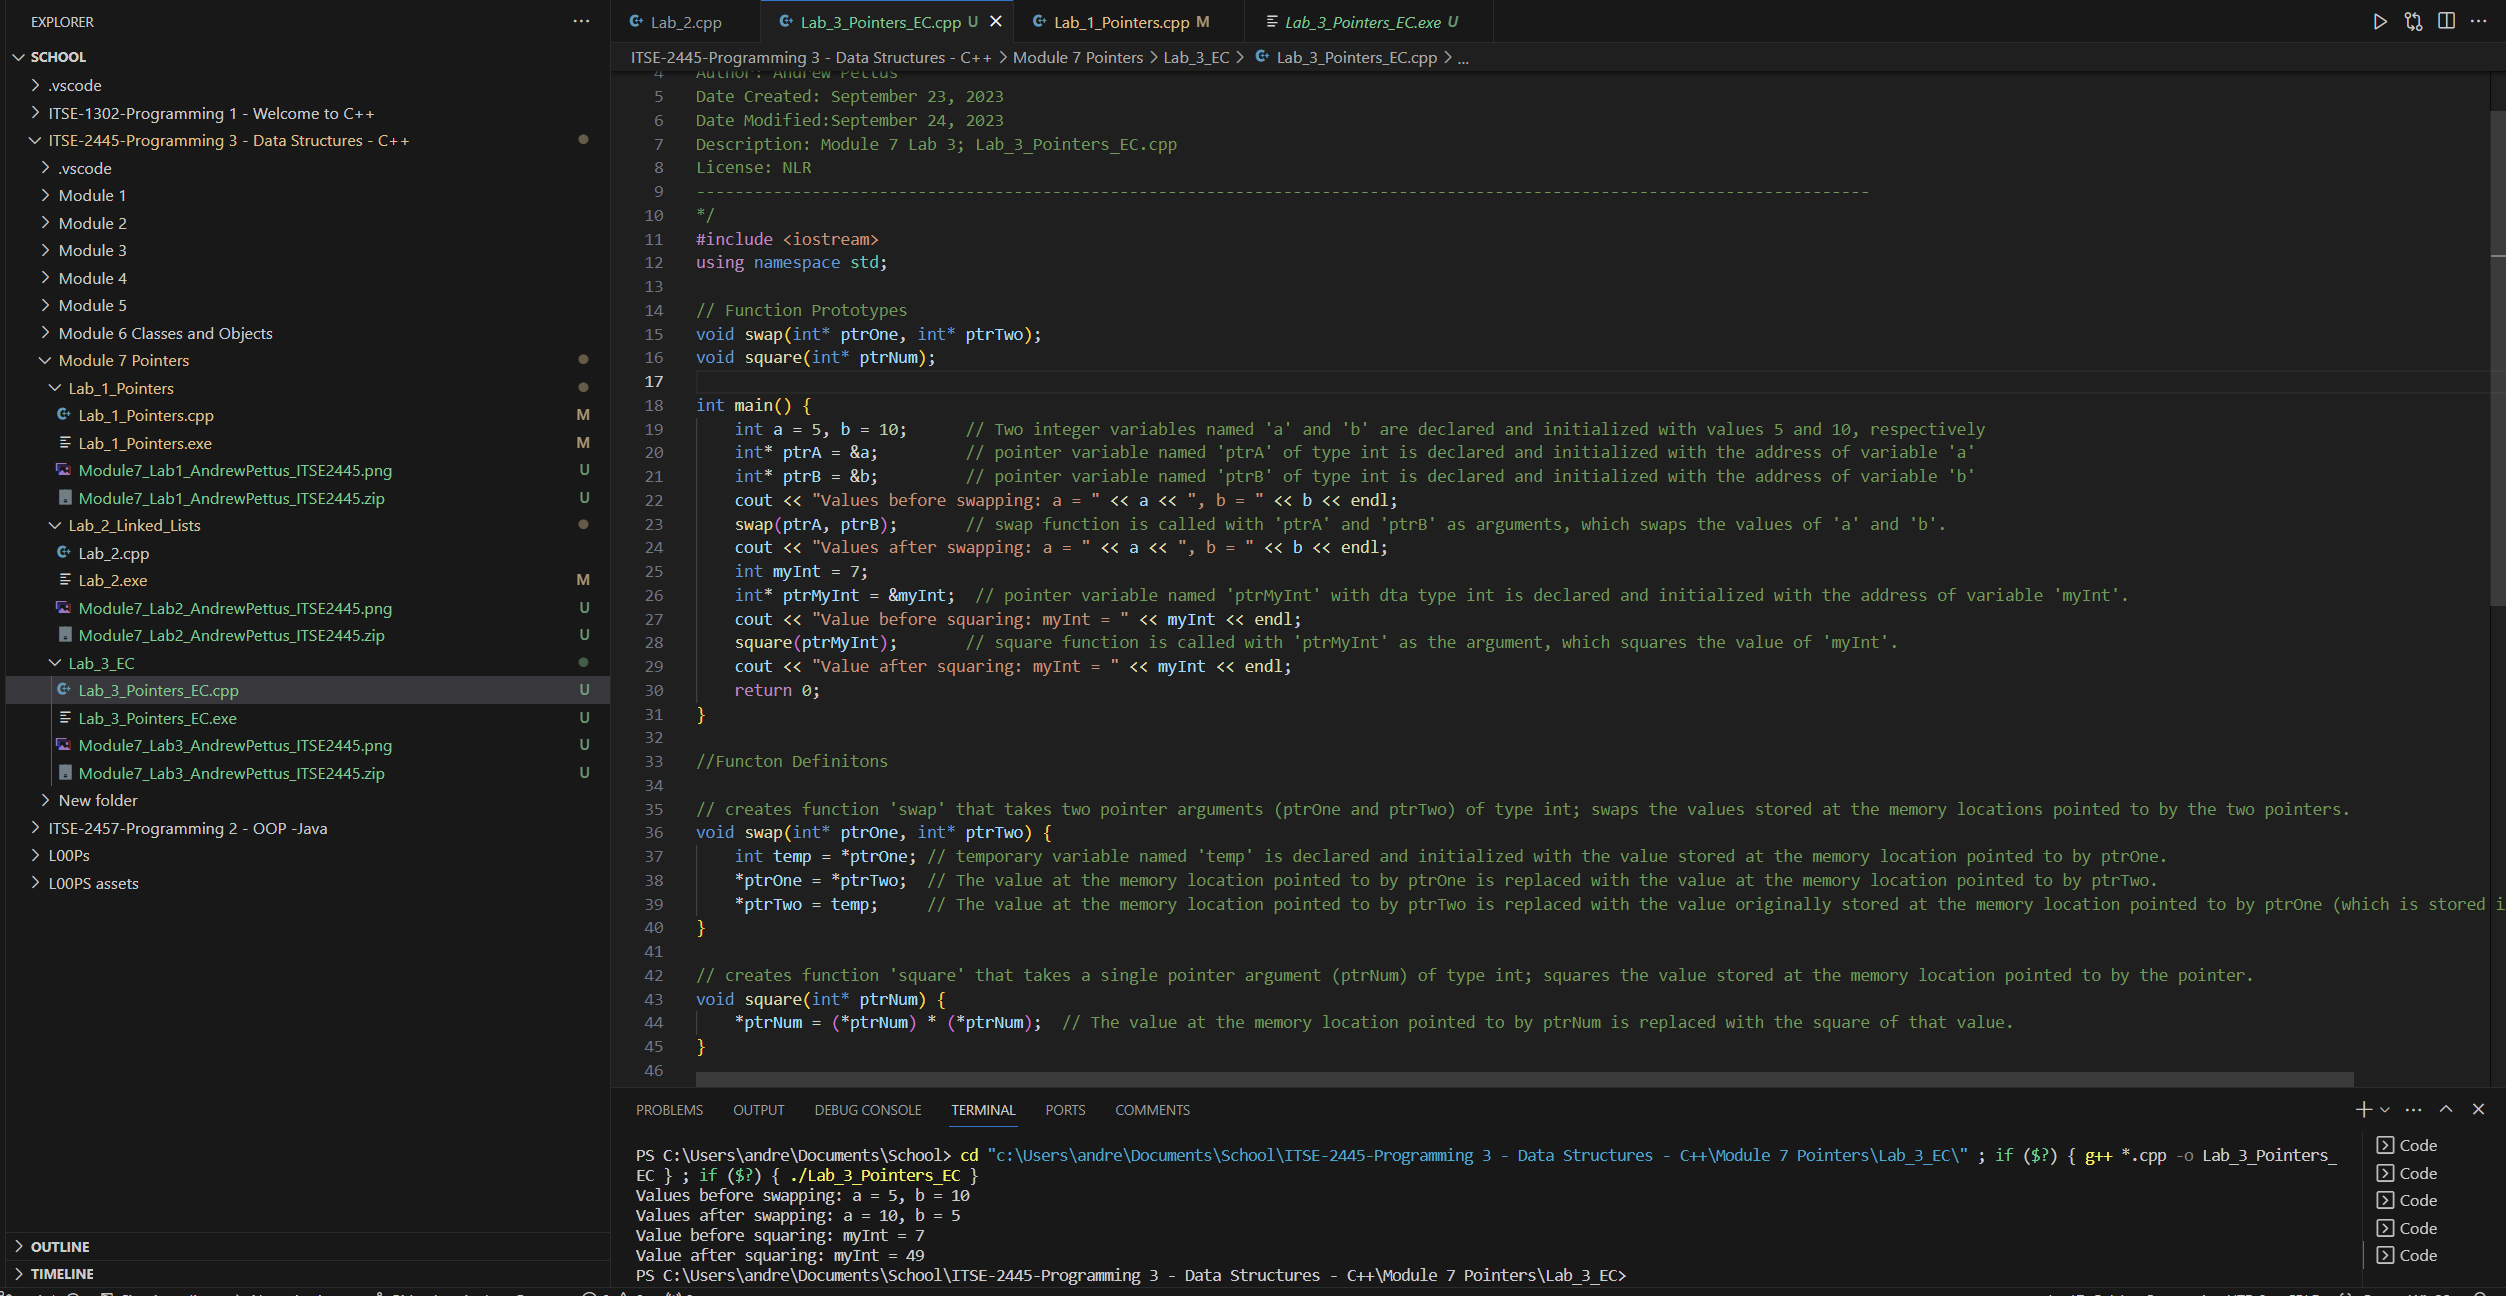 EXPLORER
SCHOOL
.vscode
ITSE-1302-Programming 1 - Welcome to C++
ITSE-2445-Programming 3 - Data Structures - C++
.vscode
Module 1
Module 2
Module 3
Module 4
Module 5
Module 6 Classes and Objects
Module 7 Pointers
Lab_1_Pointers
Lab_1_Pointers.cpp M
Lab_1_Pointers.exe M
Module7_Lab1_AndrewPettus_ITSE2445.png U
Module7_Lab1_AndrewPettus_ITSE2445.zip U
Lab_2_Linked_Lists
Lab_2.cpp
Lab_2.exe M
Module7_Lab2_AndrewPettus_ITSE2445.png U
Module7_Lab2_AndrewPettus_ITSE2445.zip U
Lab_3_EC
Lab_3_Pointers_EC.cpp U
Lab_3_Pointers_EC.exe U
Module7_Lab3_AndrewPettus_ITSE2445.png U
Module7_Lab3_AndrewPettus_ITSE2445.zip U
New folder
ITSE-2457-Programming 2 - OOP -Java
L00Ps
L00PS assets
OUTLINE
TIMELINE
Lab_2.cpp Lab_3_Pointers_EC.cpp U Lab_1_Pointers.cpp M Lab_3_Pointers_EC.exe U
ITSE-2445-Programming 3 - Data Structures - C++ > Module 7 Pointers > Lab_3_EC > Lab_3_Pointers_EC.cpp > ...
4 Author: Andrew Pettus
5 Date Created: September 23, 2023
6 Date Modified:September 24, 2023
7 Description: Module 7 Lab 3; Lab_3_Pointers_EC.cpp
8 License: NLR
9 --------------------------------------------------------------------------------------------------------------------------
10 */
11 #include <iostream>
12 using namespace std;
13
14 // Function Prototypes
15 void swap(int* ptrOne, int* ptrTwo);
16 void square(int* ptrNum);
17
18 int main() {
19 int a = 5, b = 10; // Two integer variables named 'a' and 'b' are declared and initialized with values 5 and 10, respectively
20 int* ptrA = &a; // pointer variable named 'ptrA' of type int is declared and initialized with the address of variable 'a'
21 int* ptrB = &b; // pointer variable named 'ptrB' of type int is declared and initialized with the address of variable 'b'
22 cout << "Values before swapping: a = " << a << ", b = " << b << endl;
23 swap(ptrA, ptrB); // swap function is called with 'ptrA' and 'ptrB' as arguments, which swaps the values of 'a' and 'b'.
24 cout << "Values after swapping: a = " << a << ", b = " << b << endl;
25 int myInt = 7;
26 int* ptrMyInt = &myInt; // pointer variable named 'ptrMyInt' with dta type int is declared and initialized with the address of variable 'myInt'.
27 cout << "Value before squaring: myInt = " << myInt << endl;
28 square(ptrMyInt); // square function is called with 'ptrMyInt' as the argument, which squares the value of 'myInt'.
29 cout << "Value after squaring: myInt = " << myInt << endl;
30 return 0;
31 }
32
33 //Functon Definitons
34
35 // creates function 'swap' that takes two pointer arguments (ptrOne and ptrTwo) of type int; swaps the values stored at the memory locations pointed to by the two pointers.
36 void swap(int* ptrOne, int* ptrTwo) {
37 int temp = *ptrOne; // temporary variable named 'temp' is declared and initialized with the value stored at the memory location pointed to by ptrOne.
38 *ptrOne = *ptrTwo; // The value at the memory location pointed to by ptrOne is replaced with the value at the memory location pointed to by ptrTwo.
39 *ptrTwo = temp; // The value at the memory location pointed to by ptrTwo is replaced with the value originally stored at the memory location pointed to by ptrOne (which is stored i
40 }
41
42 // creates function 'square' that takes a single pointer argument (ptrNum) of type int; squares the value stored at the memory location pointed to by the pointer.
43 void square(int* ptrNum) {
44 *ptrNum = (*ptrNum) * (*ptrNum); // The value at the memory location pointed to by ptrNum is replaced with the square of that value.
45 }
46
PROBLEMS OUTPUT DEBUG CONSOLE TERMINAL PORTS COMMENTS
PS C:\Users\andre\Documents\School> cd "c:\Users\andre\Documents\School\ITSE-2445-Programming 3 - Data Structures - C++\Module 7 Pointers\Lab_3_EC\" ; if ($?) { g++ *.cpp -o Lab_3_Pointers_
EC } ; if ($?) { ./Lab_3_Pointers_EC }
Values before swapping: a = 5, b = 10
Values after swapping: a = 10, b = 5
Value before squaring: myInt = 7
Value after squaring: myInt = 49
PS C:\Users\andre\Documents\School\ITSE-2445-Programming 3 - Data Structures - C++\Module 7 Pointers\Lab_3_EC>
Code
Code
Code
Code
Code